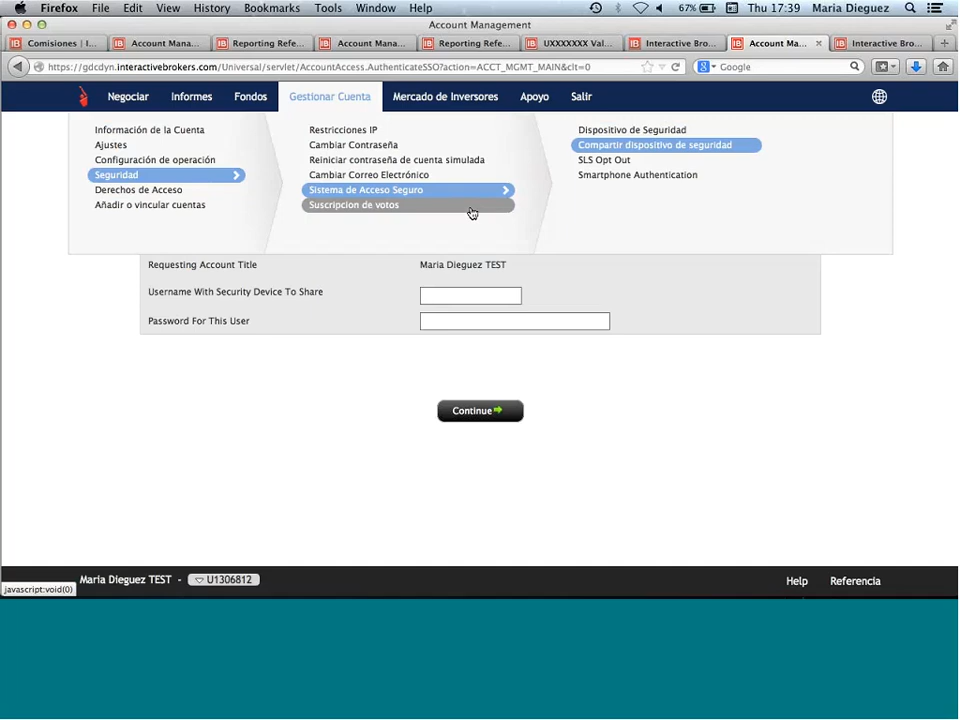 Firefox File Edit View History Bookmarks Tools Window Help 67% Thu 17:39 Maria Dieguez
Account Management
Comisiones | I... Account Mana... Reporting Refe... Account Mana... Reporting Refe... UXXXXXXX Val... Interactive Bro... Account Ma... Interactive Bro...
https://gdcdyn.interactivebrokers.com/Universal/servlet/AccountAccess.AuthenticateSSO?action=ACCT_MGMT_MAIN&clt=0 Google
Negociar Informes Fondos Gestionar Cuenta Mercado de Inversores Apoyo Salir
Información de la Cuenta
Ajustes
Configuración de operación
Seguridad
Derechos de Acceso
Añadir o vincular cuentas
Restricciones IP
Cambiar Contraseña
Reiniciar contraseña de cuenta simulada
Cambiar Correo Electrónico
Sistema de Acceso Seguro
Suscripcion de votos
Dispositivo de Seguridad
Compartir dispositivo de seguridad
SLS Opt Out
Smartphone Authentication
Requesting Account Title Maria Dieguez TEST
Username With Security Device To Share
Password For This User
Continue
Maria Dieguez TEST - U1306812 Help Referencia
javascript:void(0)